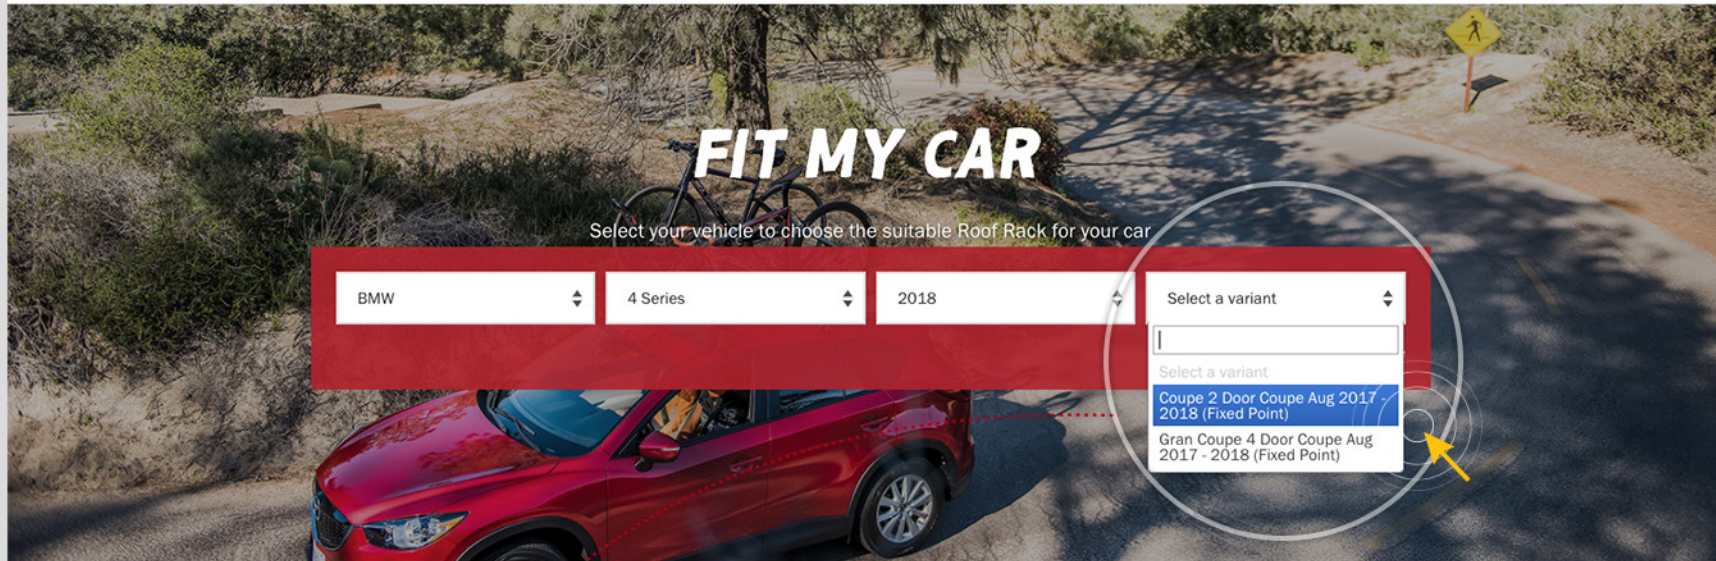 FIT MY CAR
Select your vehicle to choose the suitable Roof Rack for your car
BMW
4 Series
2018
Select a variant
Select a variant
Coupe 2 Door Coupe Aug 2017 -
2018 (Fixed Point)
Gran Coupe 4 Door Coupe Aug
2017 - 2018 (Fixed Point)